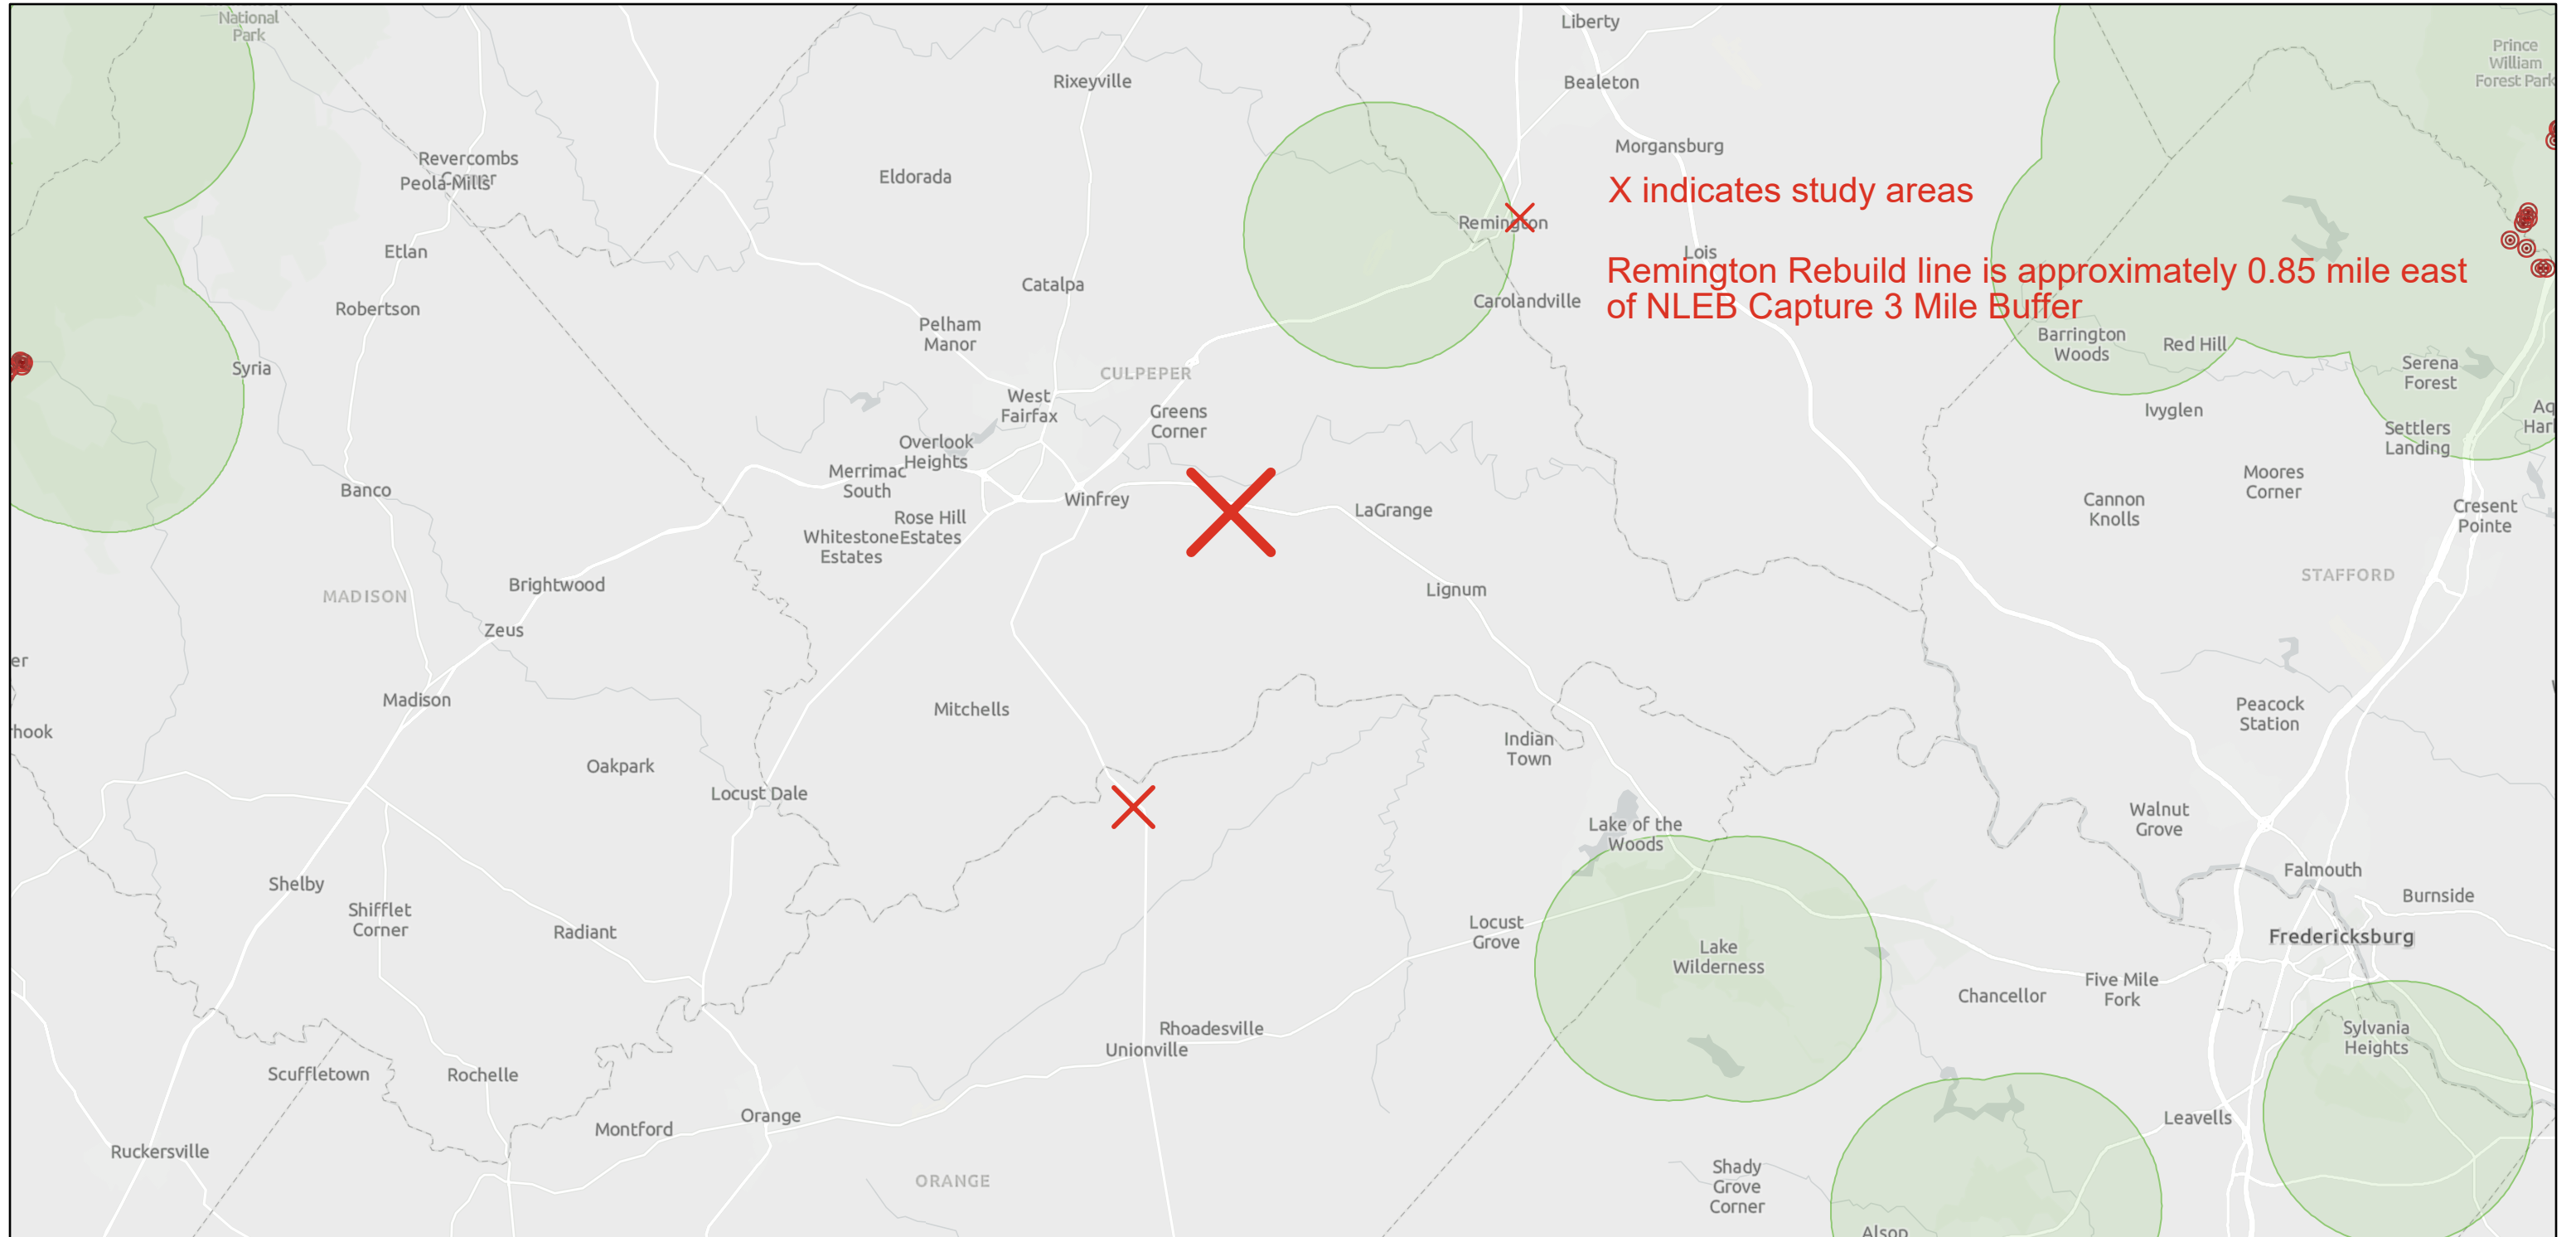 National
Park
Liberty
Prince
William
Forest Park
Rixeyville
Bealeton
Revercombs
Corner
Peola Mills
Eldorada
Morgansburg
X indicates study areas
Remington
Etlan
Lois
Remington Rebuild line is approximately 0.85 mile east
of NLEB Capture 3 Mile Buffer
Catalpa
Carolandville
Robertson
Pelham
Manor
Barrington
Woods
Red Hill
Syria
CULPEPER
Serena
Forest
West
Fairfax
Greens
Corner
Ivyglen
Aq
Har
Overlook
Heights
Settlers
Landing
Merrimac
South
Banco
Winfrey
LaGrange
Cannon
Knolls
Moores
Corner
Cresent
Pointe
Rose Hill
Estates
Whitestone
Estates
Brightwood
MADISON
Lignum
STAFFORD
Zeus
er
Madison
Mitchells
Peacock
Station
hook
Indian
Town
Oakpark
Locust Dale
Walnut
Grove
Lake of the
Woods
Shelby
Falmouth
Burnside
Shifflet
Corner
Radiant
Locust
Grove
Fredericksburg
Lake
Wilderness
Chancellor
Five Mile
Fork
Rhoadesville
Unionville
Sylvania
Heights
Scuffletown
Rochelle
Orange
Montford
Leavells
Ruckersville
ORANGE
Shady
Grove
Corner
Alsop